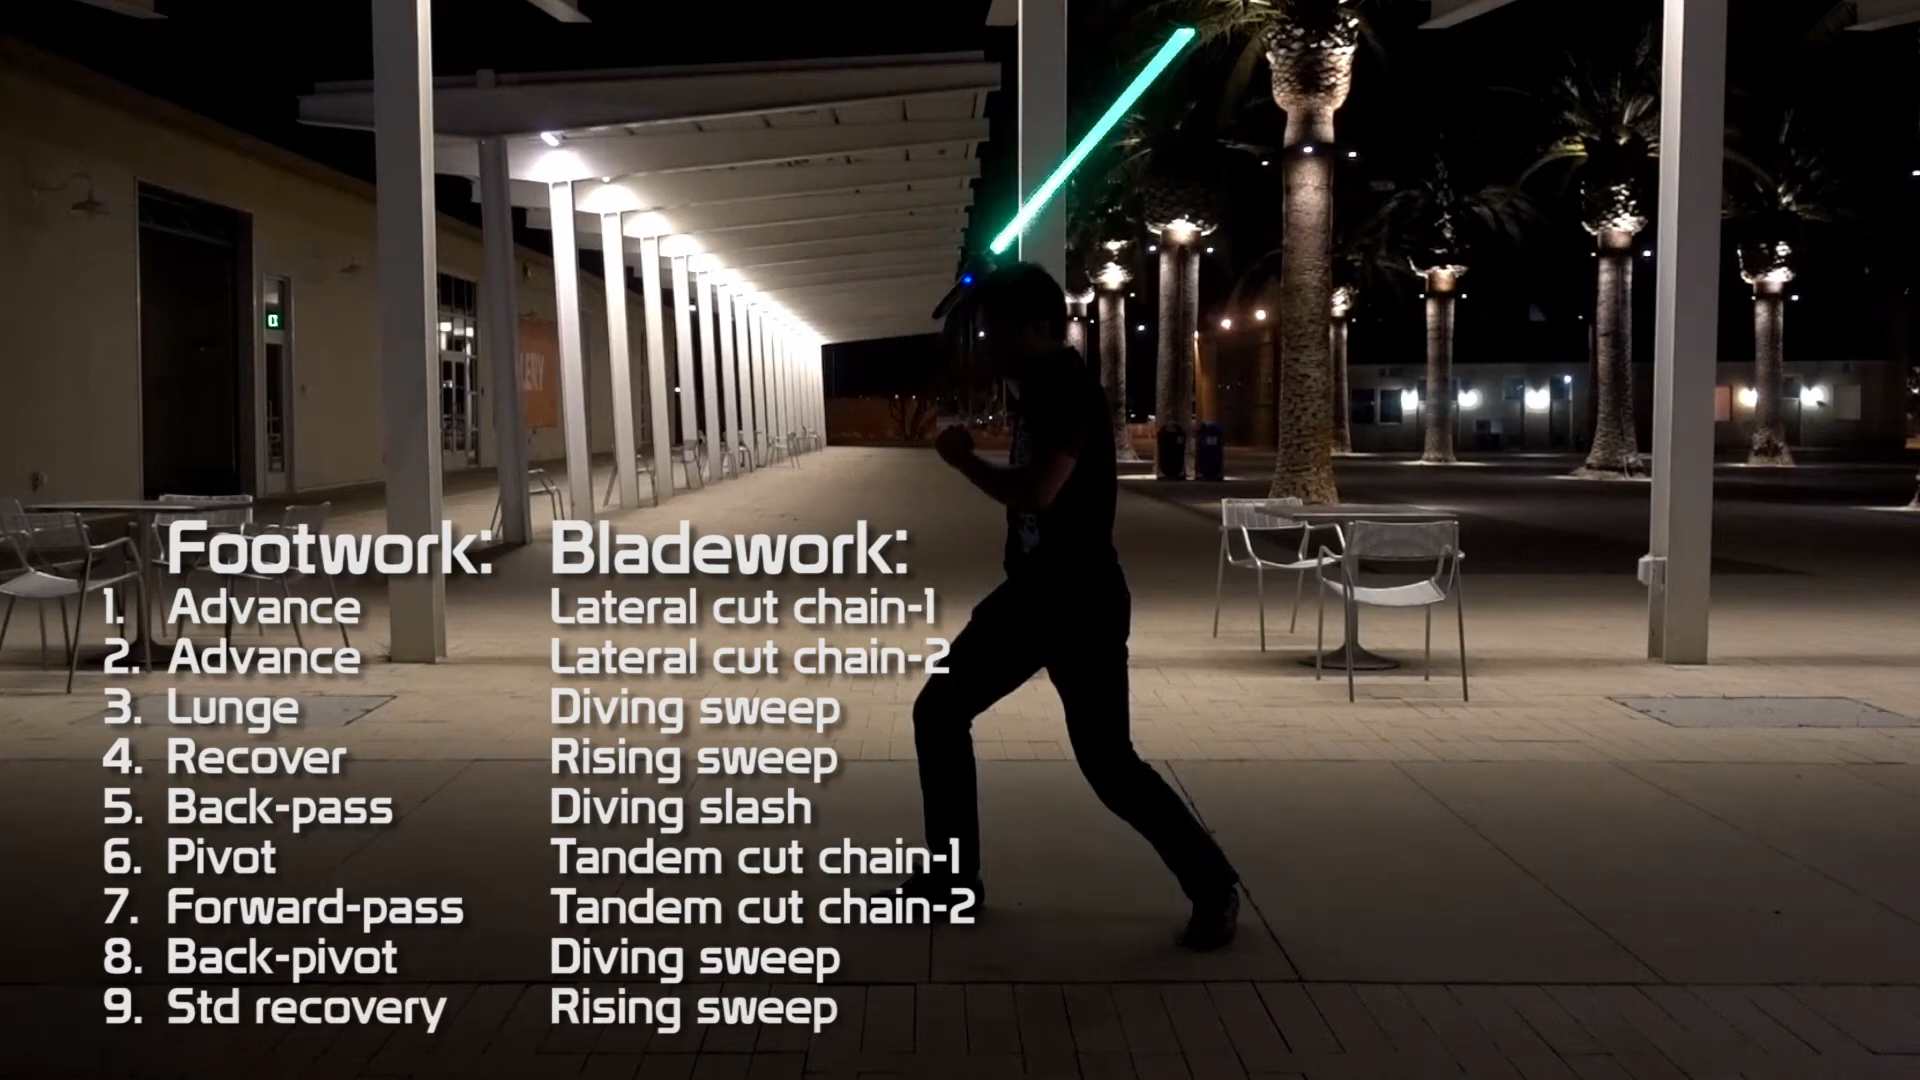 LERY
Footwork: Bladework:
1. Advance Lateral cut chain-1
2. Advance Lateral cut chain-2
3. Lunge Diving sweep
4. Recover Rising sweep
5. Back-pass Diving slash
6. Pivot Tandem cut chain-1
7. Forward-pass Tandem cut chain-2
8. Back-pivot Diving sweep
9. Std recovery Rising sweep